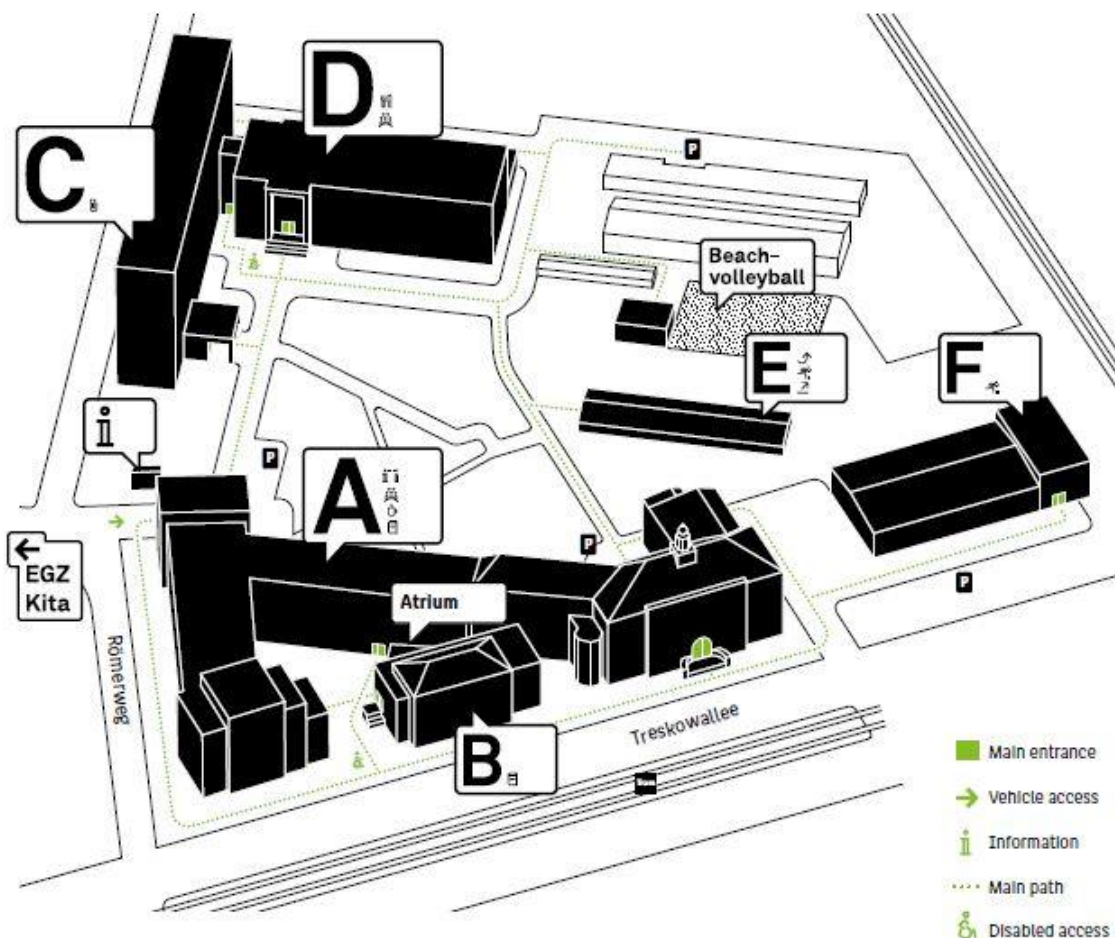 D
C
P
Beach-
volleyball
E
F
i
P
A
P
EGZ
Kita
Atrium
P
Römerweg
B
Treskowallee
Main entrance
Vehicle access
i Information
Main path
Disabled access